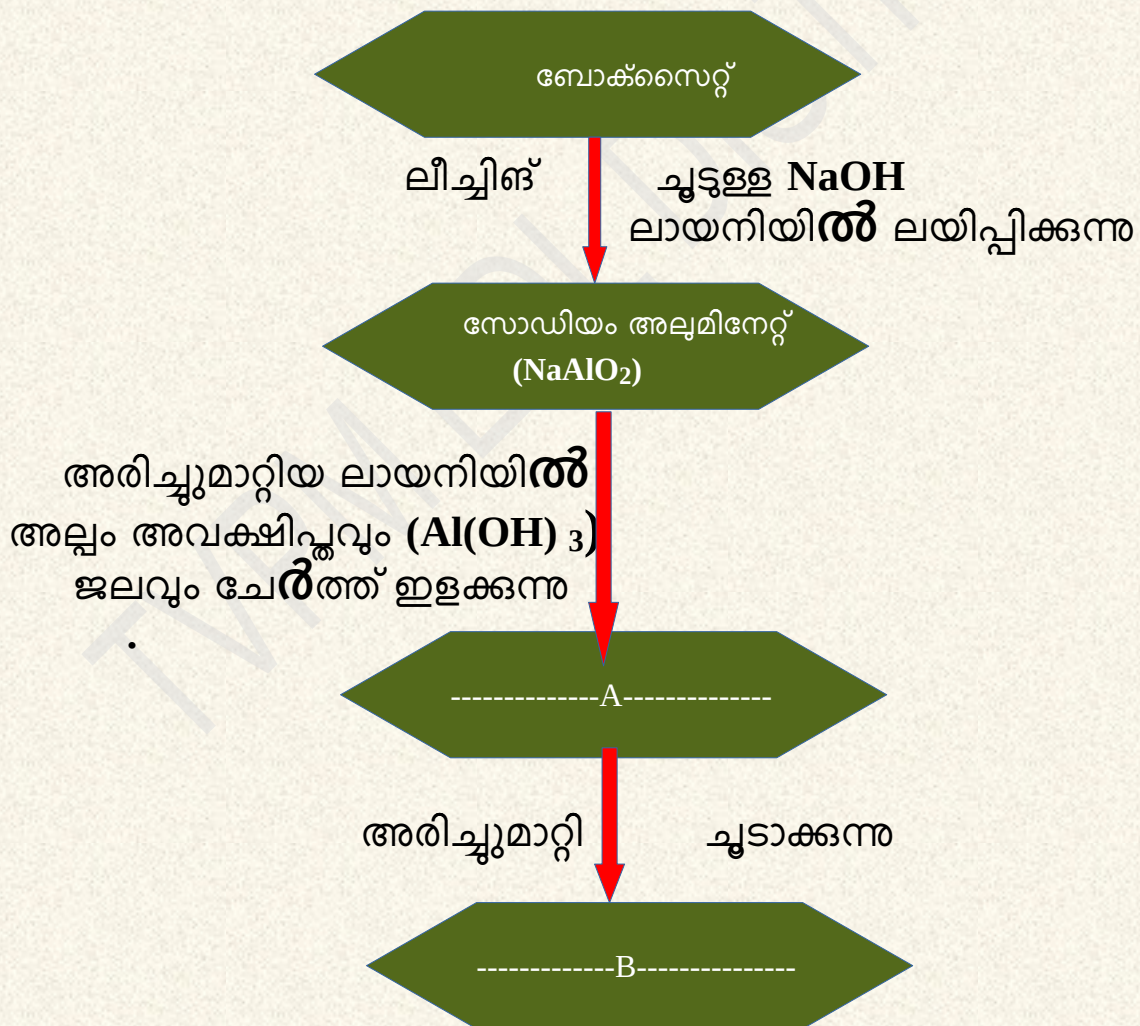 ബോക്സൈറ്റ്
ലീച്ചിങ്
ചൂടുള്ള NaOH
ലായനിയിൽ ലയിപ്പിക്കുന്നു
സോഡിയം അലുമിനേറ്റ്
(NaAlO₂)
അരിച്ചുമാറ്റിയ ലായനിയിൽ
അല്പം അവക്ഷിപ്തവും (Al(OH) ₃)
ജലവും ചേർത്ത് ഇളക്കുന്നു
.
--------------A--------------
അരിച്ചുമാറ്റി
ചൂടാക്കുന്നു
-------------B---------------